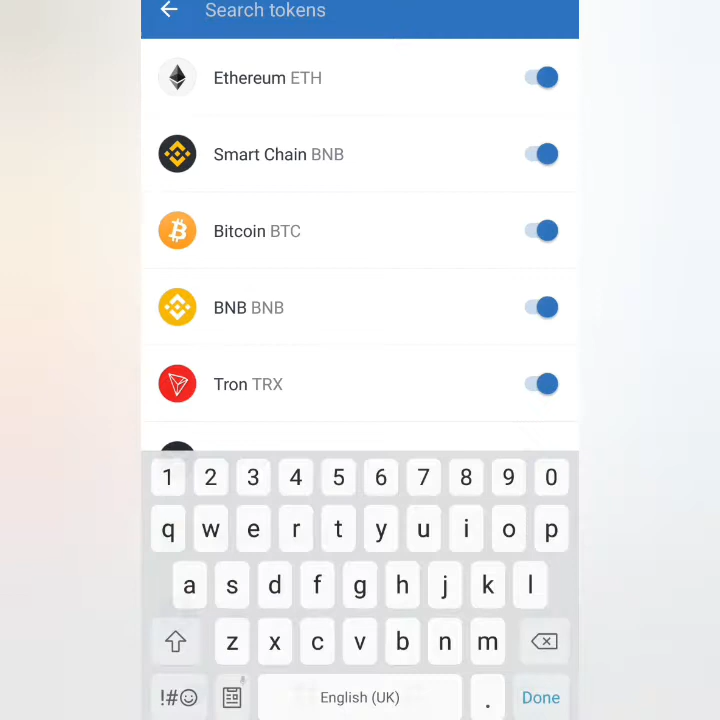 Search tokens
Ethereum ETH
Smart Chain BNB
Bitcoin BTC
BNB BNB
Tron TRX
1 2 3 4 5 6 7 8 9 0
q w e r t y u i o p
a s d f g h j k l
z x c v b n m
!#☺ English (UK) . Done